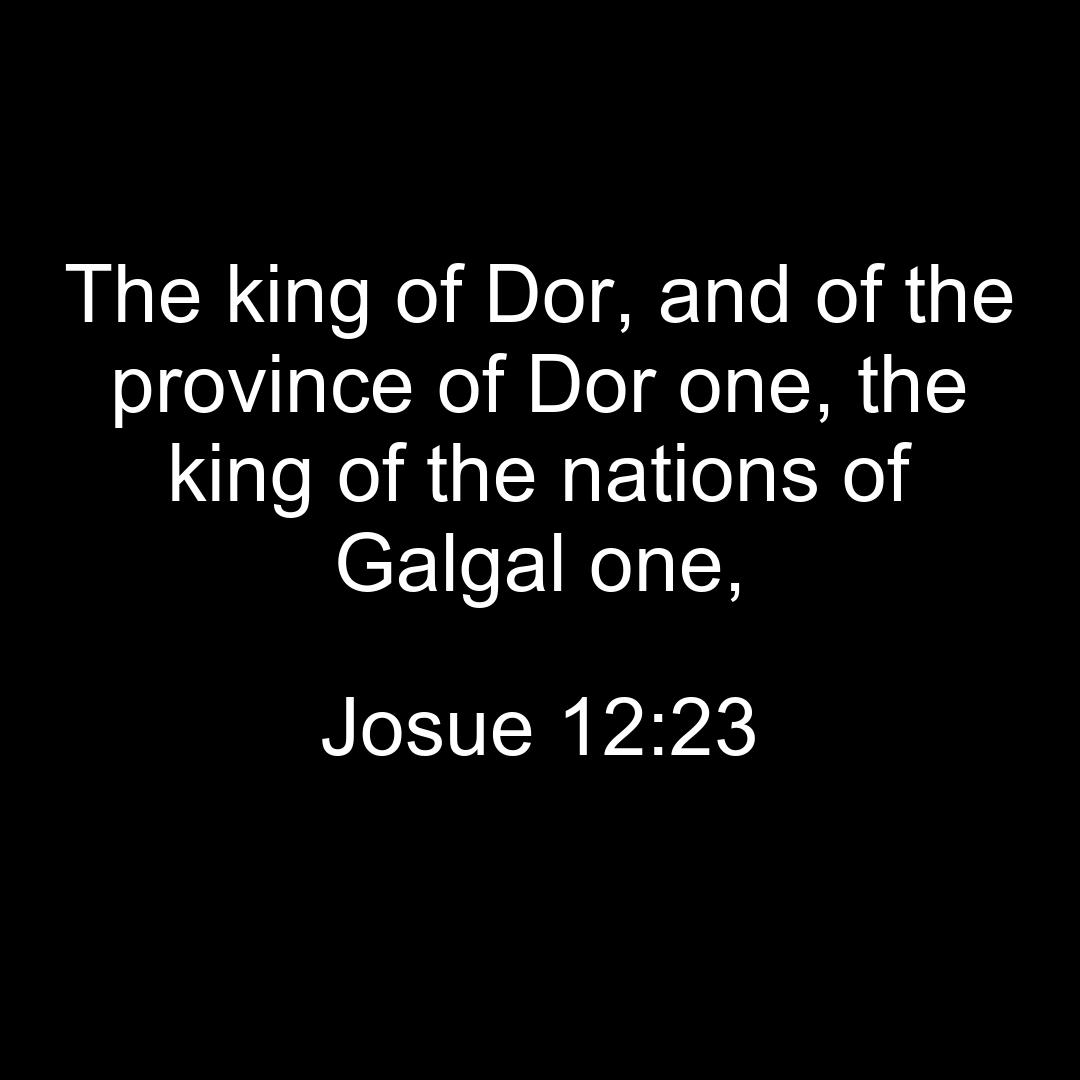 The king of Dor, and of the
province of Dor one, the
king of the nations of
Galgal one,
Josue 12:23